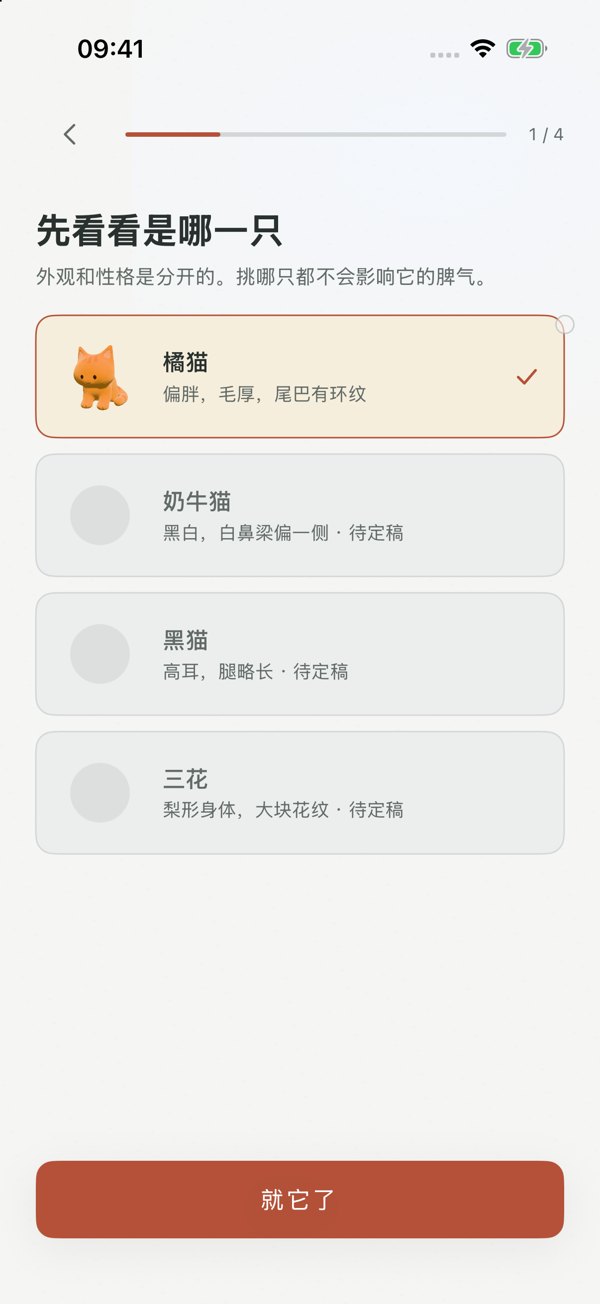 09:41
1 / 4
先看看是哪一只
外观和性格是分开的。挑哪只都不会影响它的脾气。
橘猫
偏胖，毛厚，尾巴有环纹
奶牛猫
黑白，白鼻梁偏一侧 · 待定稿
黑猫
高耳，腿略长 · 待定稿
三花
梨形身体，大块花纹 · 待定稿
就它了